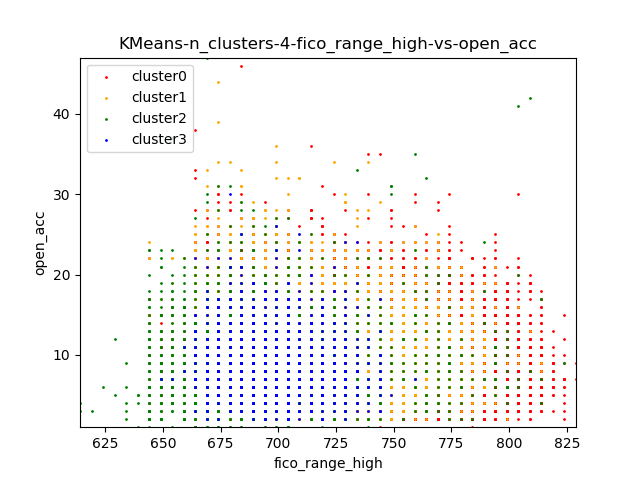 KMeans-n_clusters-4-fico_range_high-vs-open_acc
cluster0
cluster1
cluster2
cluster3
40
30
20
10
open_acc
625 650 675 700 725 750 775 800 825
fico_range_high